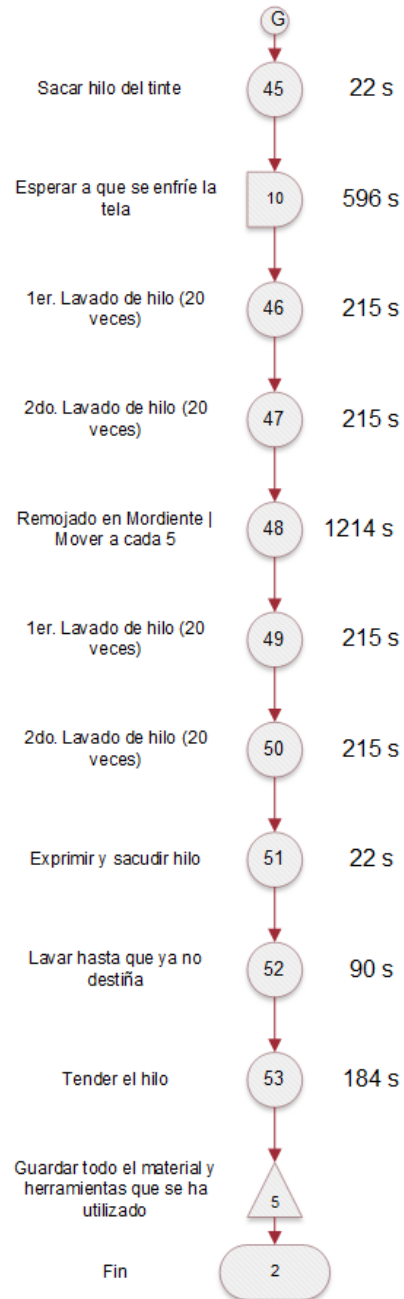 G
Sacar hilo del tinte
45
22 s
Esperar a que se enfríe la
tela
10
596 s
1er. Lavado de hilo (20
veces)
46
215 s
2do. Lavado de hilo (20
veces)
47
215 s
Remojado en Mordiente |
Mover a cada 5
48
1214 s
1er. Lavado de hilo (20
veces)
49
215 s
2do. Lavado de hilo (20
veces)
50
215 s
Exprimir y sacudir hilo
51
22 s
Lavar hasta que ya no
destiña
52
90 s
Tender el hilo
53
184 s
Guardar todo el material y
herramientas que se ha
utilizado
5
Fin
2